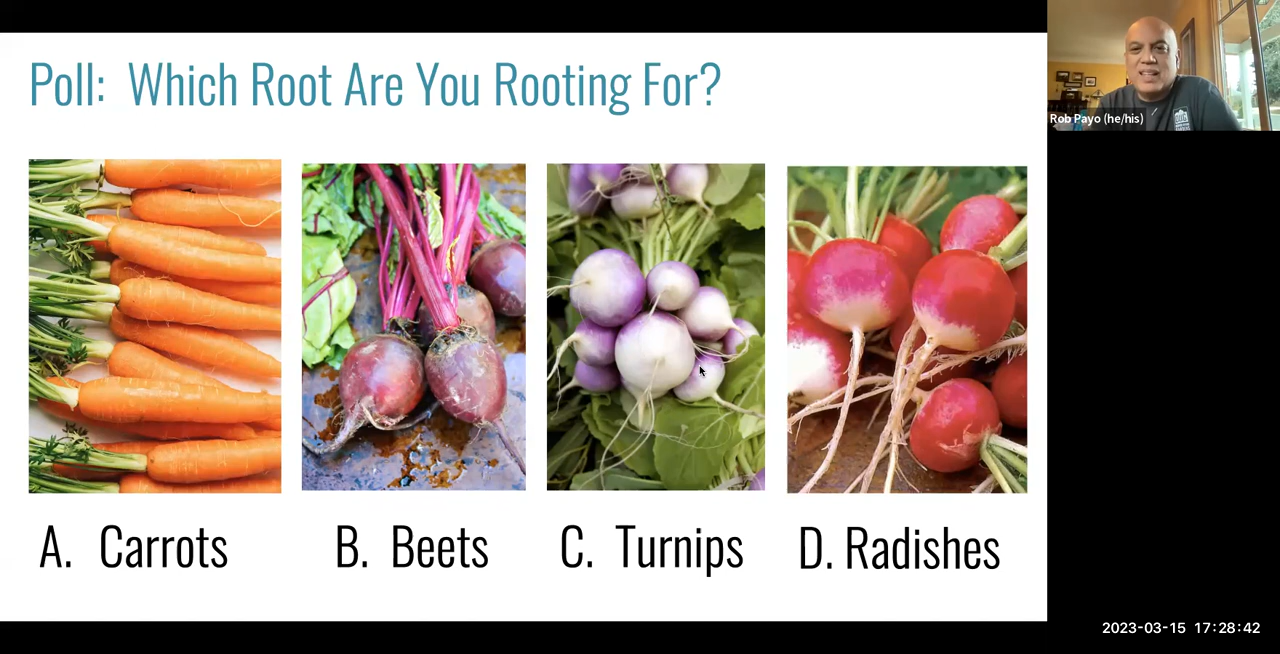 Poll: Which Root Are You Rooting For?
Rob Payo (he/his)
A. Carrots
B. Beets
C. Turnips
D. Radishes
2023-03-15 17:28:42